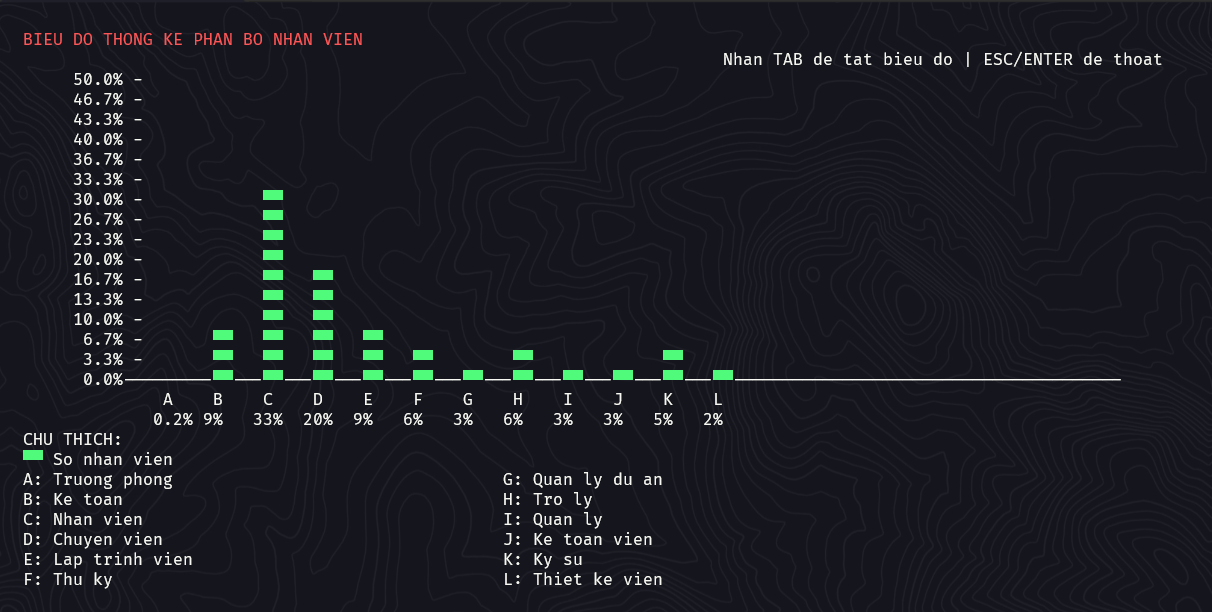 BIEU DO THONG KE PHAN BO NHAN VIEN
Nhan TAB de tat bieu do | ESC/ENTER de thoat
50.0% -
46.7% -
43.3% -
40.0% -
36.7% -
33.3% -
30.0% -
26.7% -
23.3% -
20.0% -
16.7% -
13.3% -
10.0% -
6.7% -
3.3% -
0.0%
A B C D E F G H I J K L
0.2% 9% 33% 20% 9% 6% 3% 6% 3% 3% 5% 2%
CHU THICH:
So nhan vien
A: Truong phong
B: Ke toan
C: Nhan vien
D: Chuyen vien
E: Lap trinh vien
F: Thu ky
G: Quan ly du an
H: Tro ly
I: Quan ly
J: Ke toan vien
K: Ky su
L: Thiet ke vien